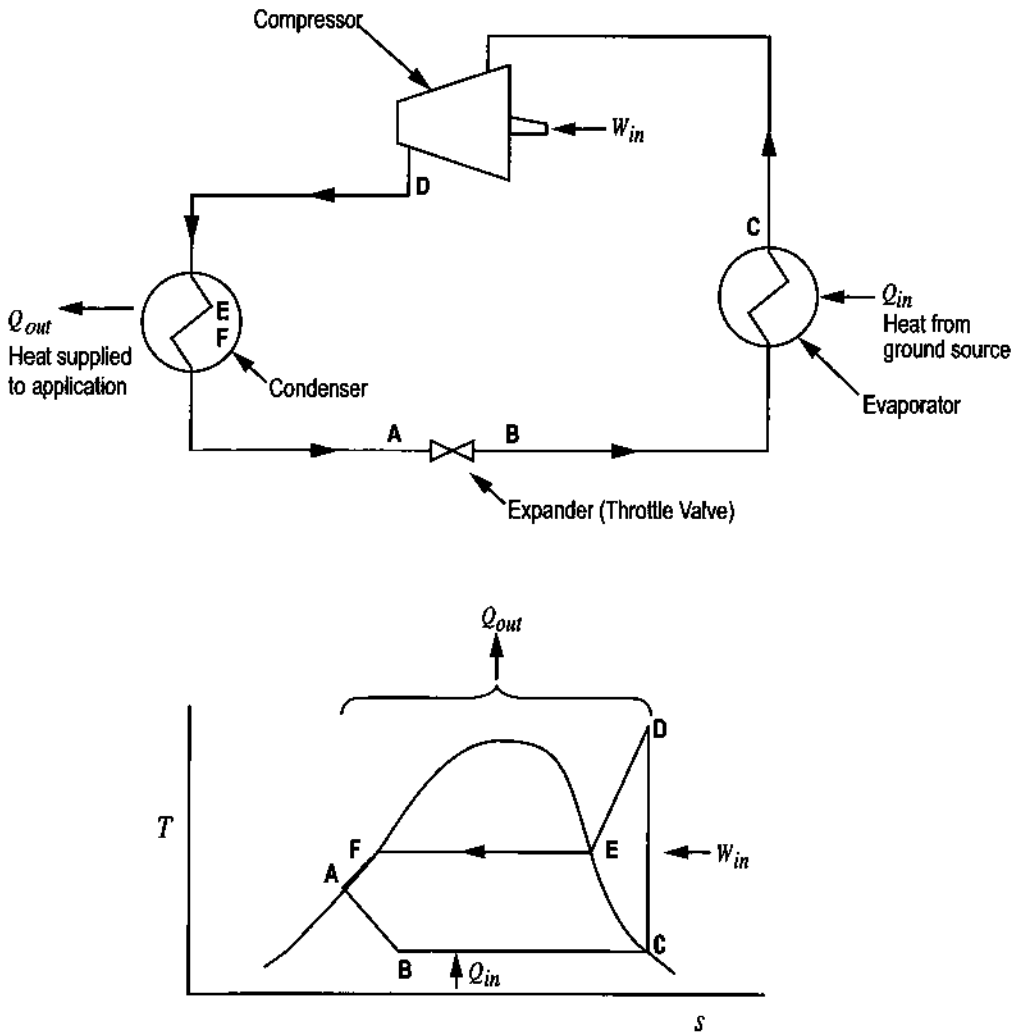 Compressor
W_in
D
C
Q_out
Heat supplied
to application
E
F
Condenser
Q_in
Heat from
ground source
Evaporator
A
B
Expander (Throttle Valve)
Q_out
D
T
F
E
W_in
A
C
B
Q_in
s